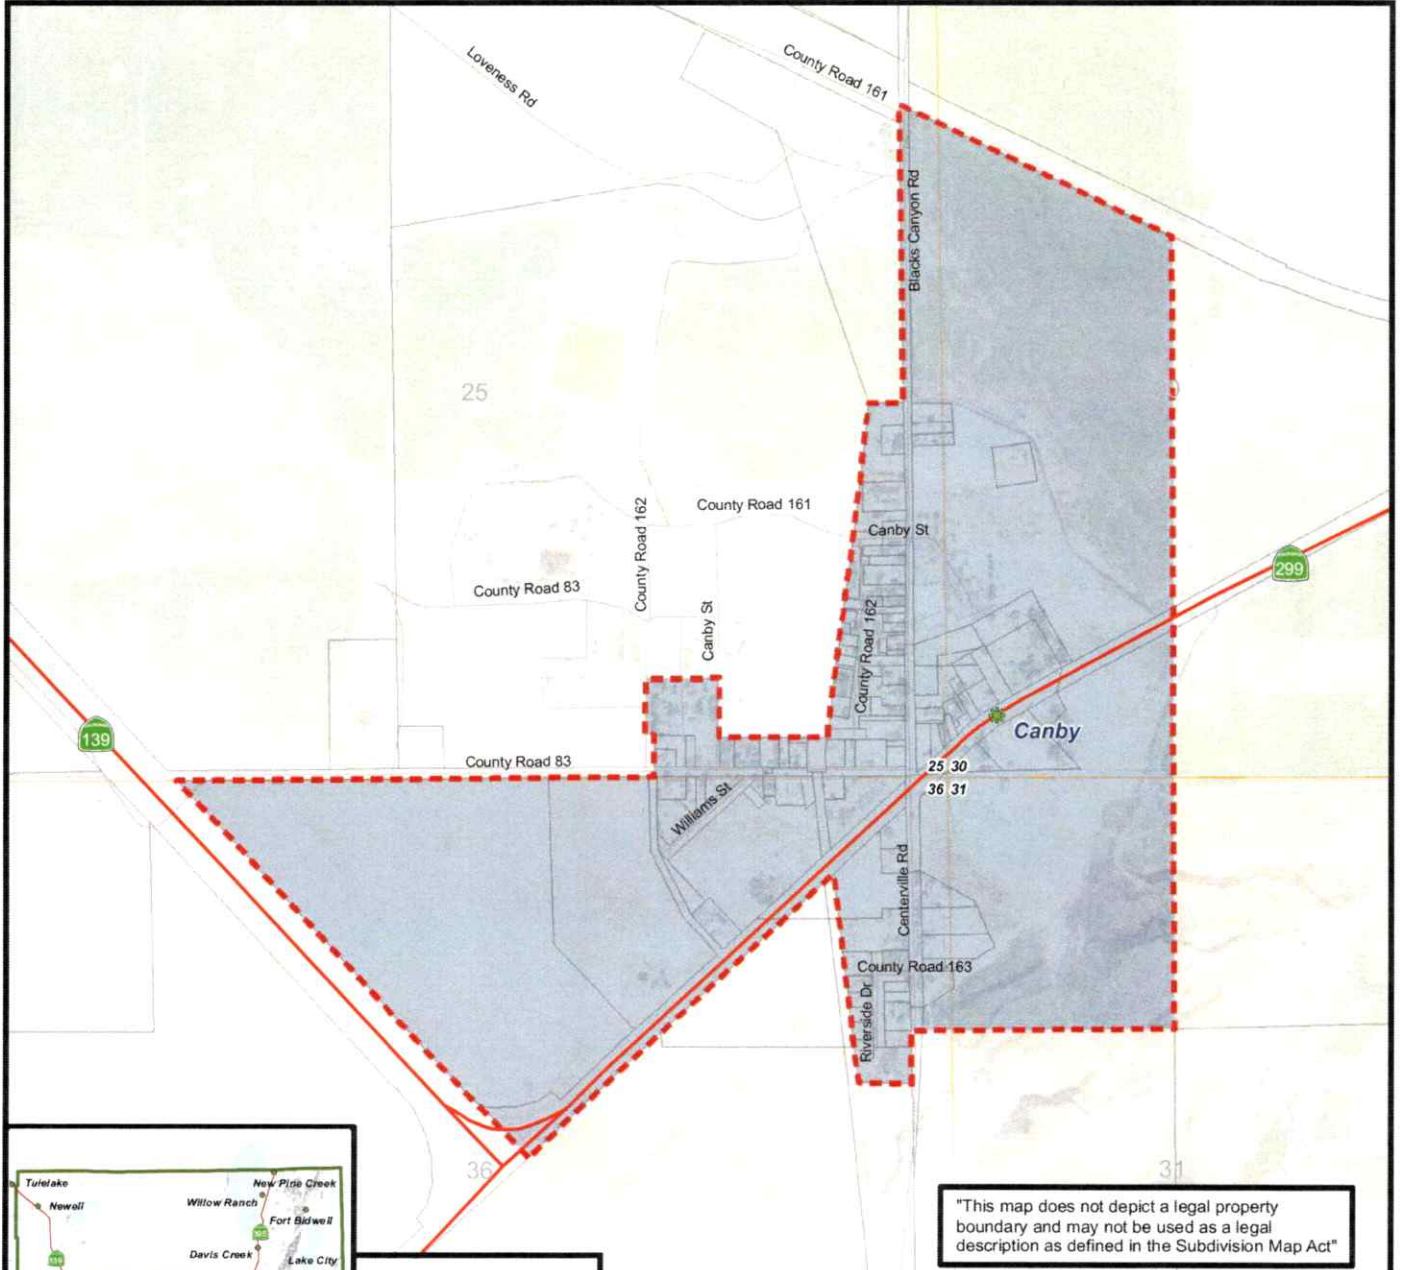 Loveness Rd
County Road 161
Blacks Canyon Rd
25
County Road 162
County Road 161
Canby St
299
County Road 83
Canby St
County Road 162
139
Canby
County Road 83
25 30
36 31
Williams St
Centerville Rd
County Road 163
Riverside Dr
36
31
Tulelake
New Pine Creek
Newell
Willow Ranch
Fort Bidwell
395
Davis Creek
Lake City
139
"This map does not depict a legal property
boundary and may not be used as a legal
description as defined in the Subdivision Map Act"